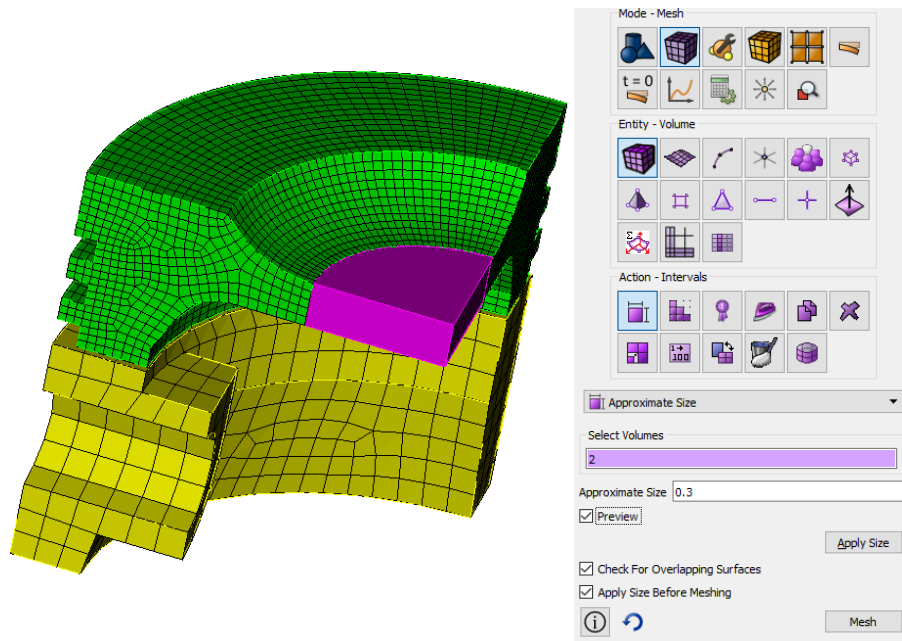 Mode - Mesh
t = 0
Entity - Volume
Σ
Action - Intervals
1→
100
Approximate Size
Select Volumes
2
Approximate Size 0.3
Preview
Apply Size
Check For Overlapping Surfaces
Apply Size Before Meshing
Mesh